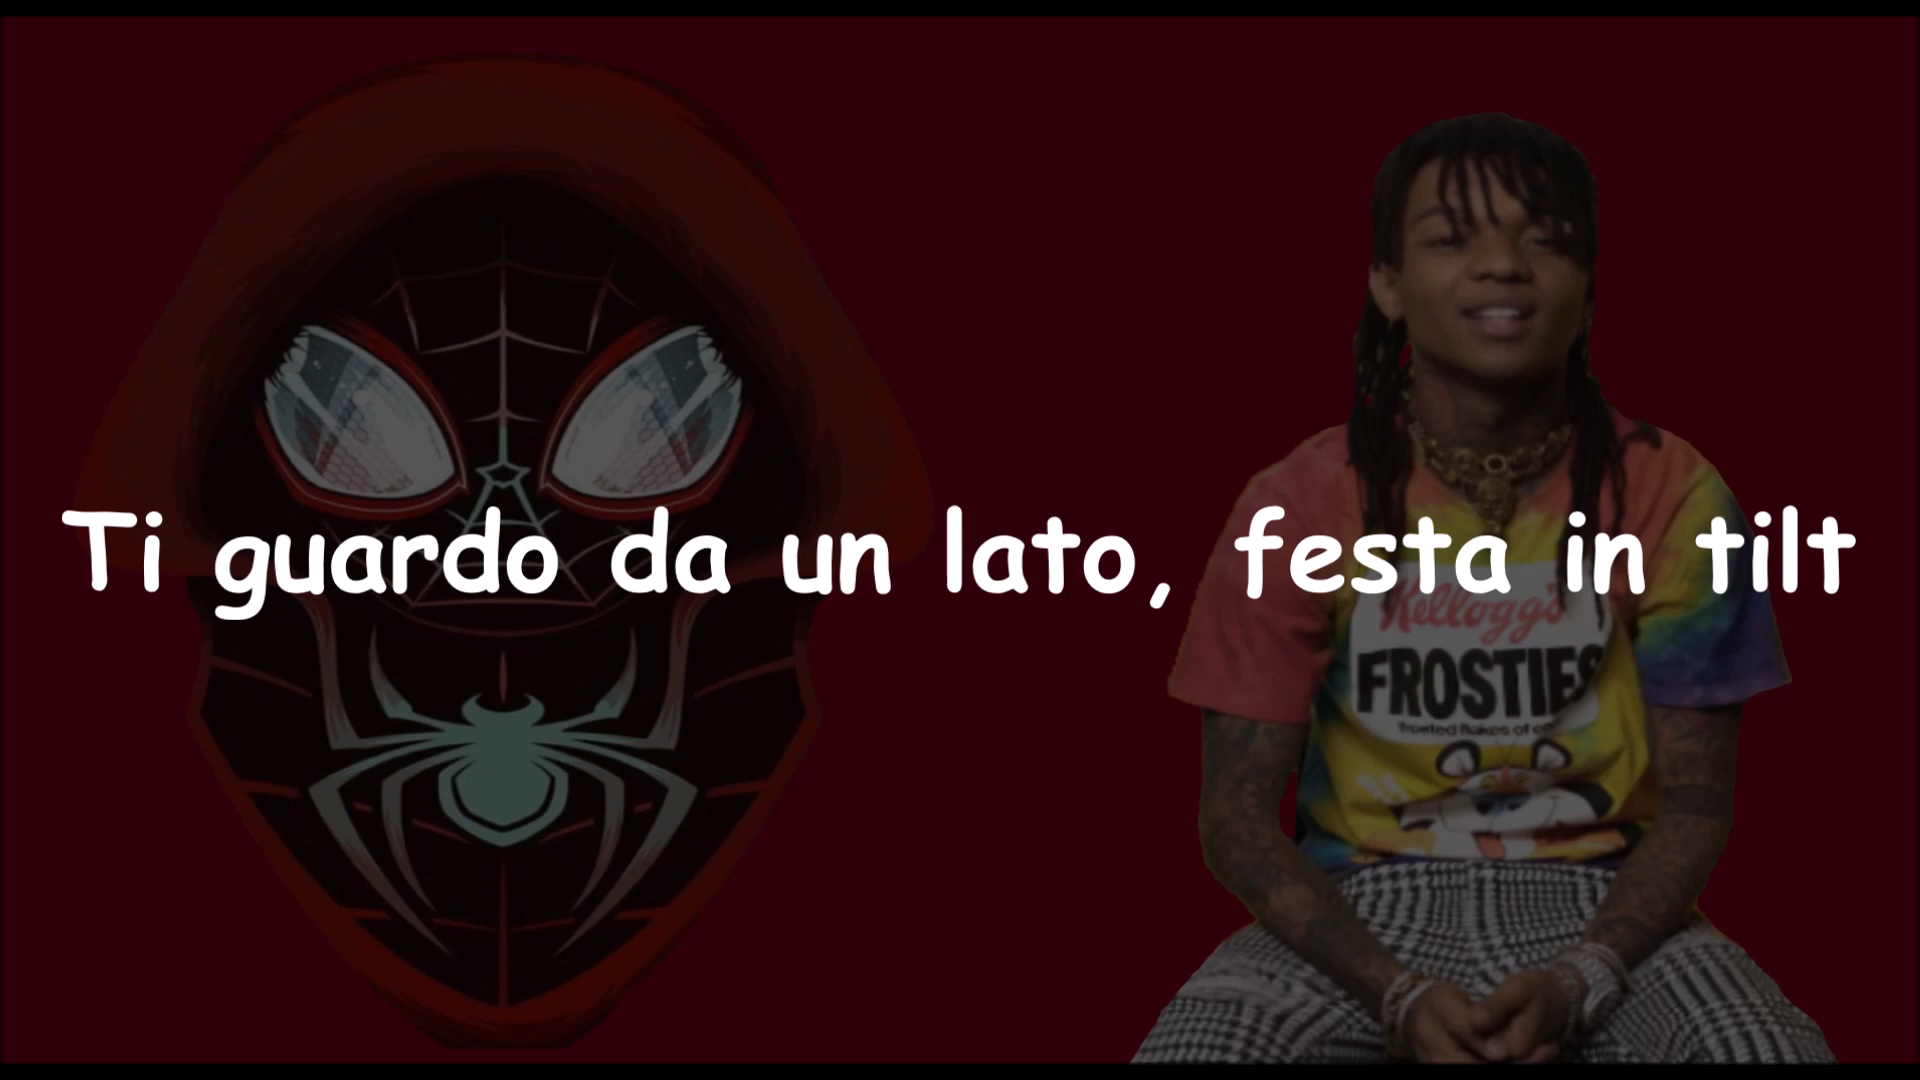 Ti guardo da un lato, festa in tilt
Kellogg's
FROSTIES
frosted flakes of